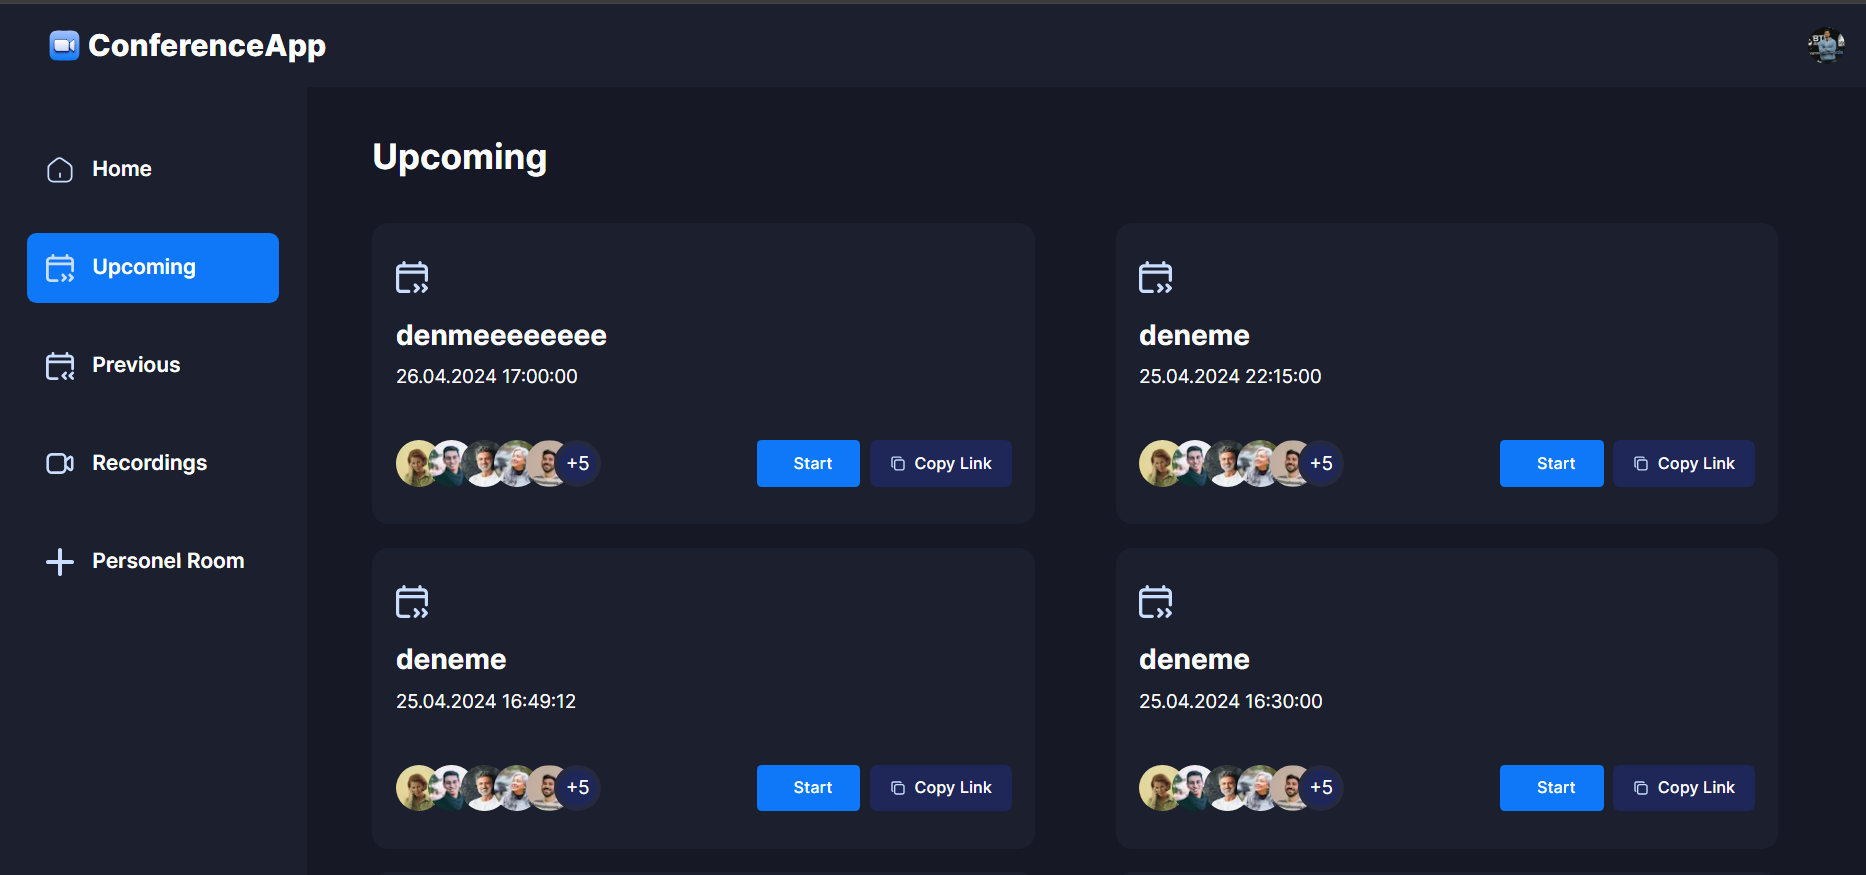 ConferenceApp
Home
Upcoming
Previous
Recordings
Personel Room
Upcoming
denmeeeeeeee
26.04.2024 17:00:00
+5
Start
Copy Link
deneme
25.04.2024 22:15:00
+5
Start
Copy Link
deneme
25.04.2024 16:49:12
+5
Start
Copy Link
deneme
25.04.2024 16:30:00
+5
Start
Copy Link